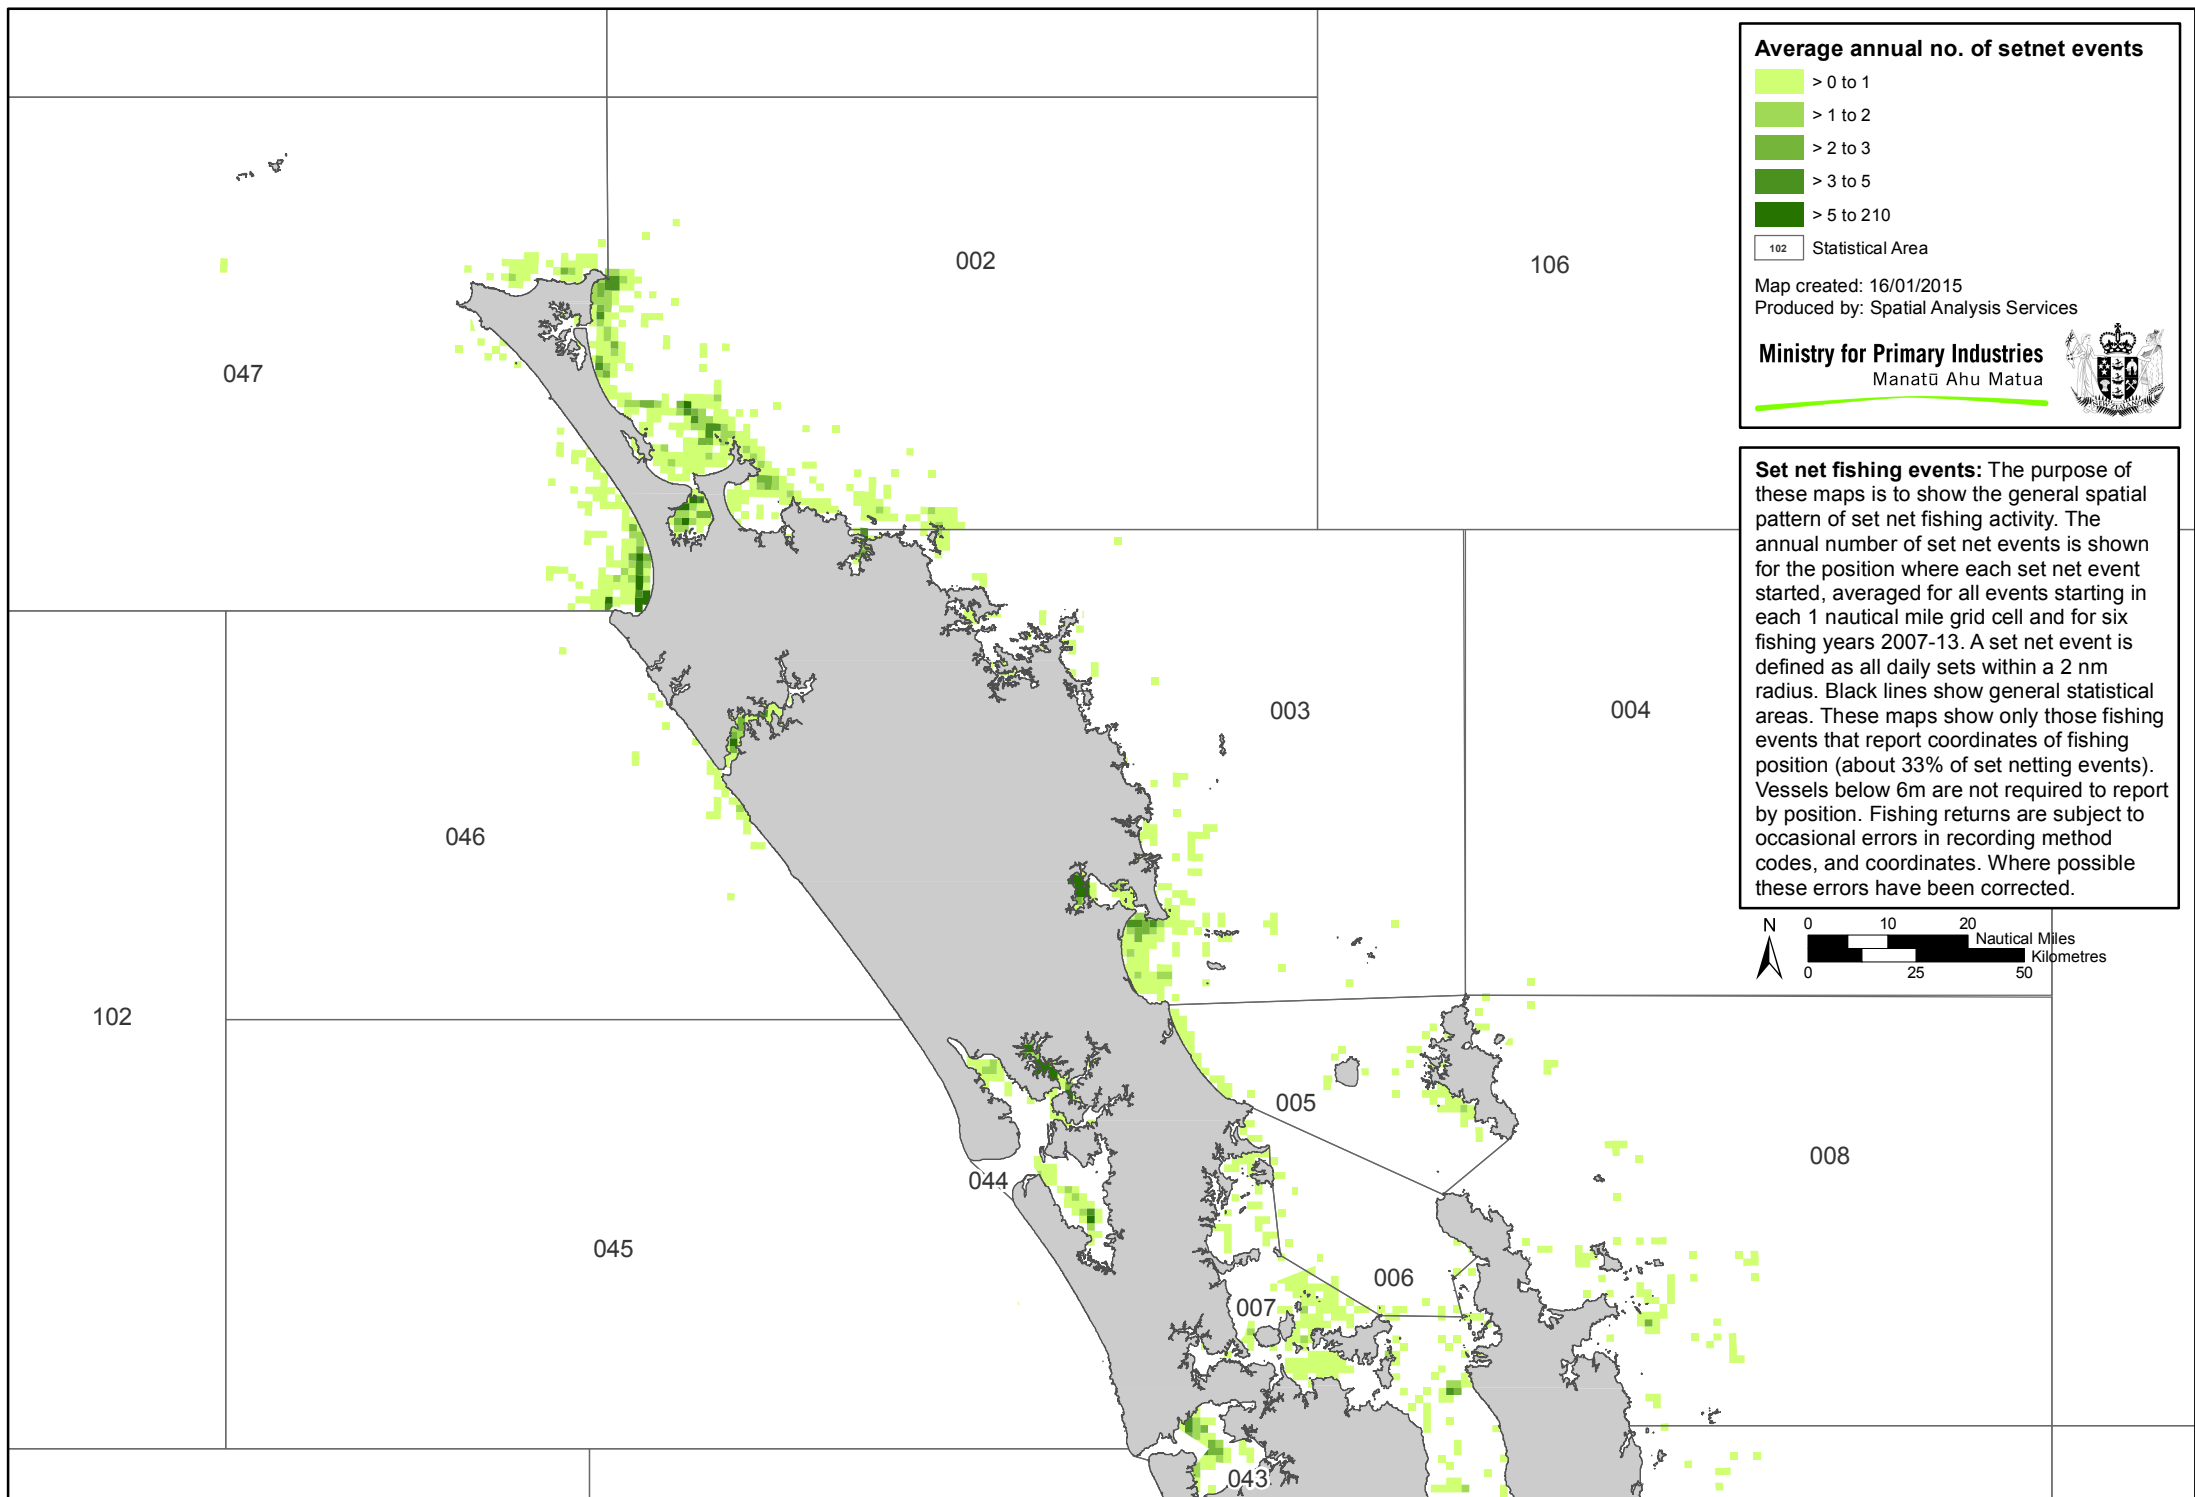 Average annual no. of setnet events
> 0 to 1
> 1 to 2
> 2 to 3
> 3 to 5
> 5 to 210
102 Statistical Area
Map created: 16/01/2015
Produced by: Spatial Analysis Services
Ministry for Primary Industries
Manatū Ahu Matua
Set net fishing events: The purpose of
these maps is to show the general spatial
pattern of set net fishing activity. The
annual number of set net events is shown
for the position where each set net event
started, averaged for all events starting in
each 1 nautical mile grid cell and for six
fishing years 2007-13. A set net event is
defined as all daily sets within a 2 nm
radius. Black lines show general statistical
areas. These maps show only those fishing
events that report coordinates of fishing
position (about 33% of set netting events).
Vessels below 6m are not required to report
by position. Fishing returns are subject to
occasional errors in recording method
codes, and coordinates. Where possible
these errors have been corrected.
N
0 10 20
Nautical Miles
Kilometres
0 25 50
002
106
047
003
004
046
102
005
008
044
045
006
007
043